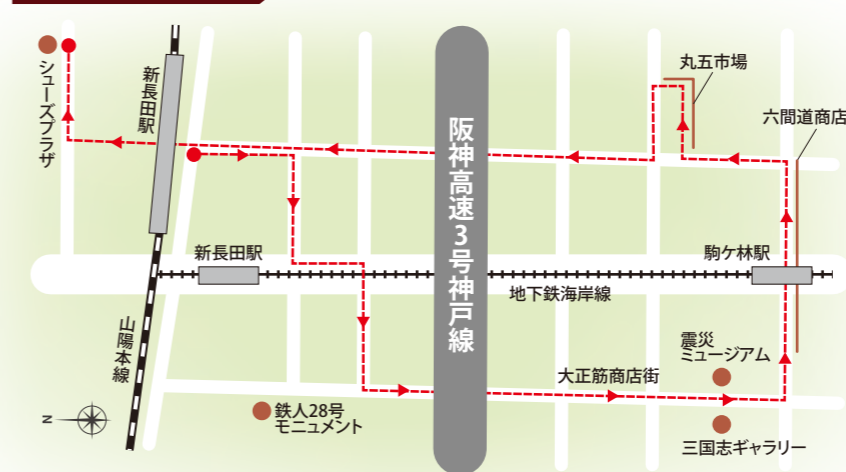 シューズプラザ
新長田駅
丸五市場
六間道商店
阪神高速3号神戸線
新長田駅
駒ケ林駅
地下鉄海岸線
山陽本線
震災
ミュージアム
大正筋商店街
鉄人28号
モニュメント
三国志ギャラリー
N